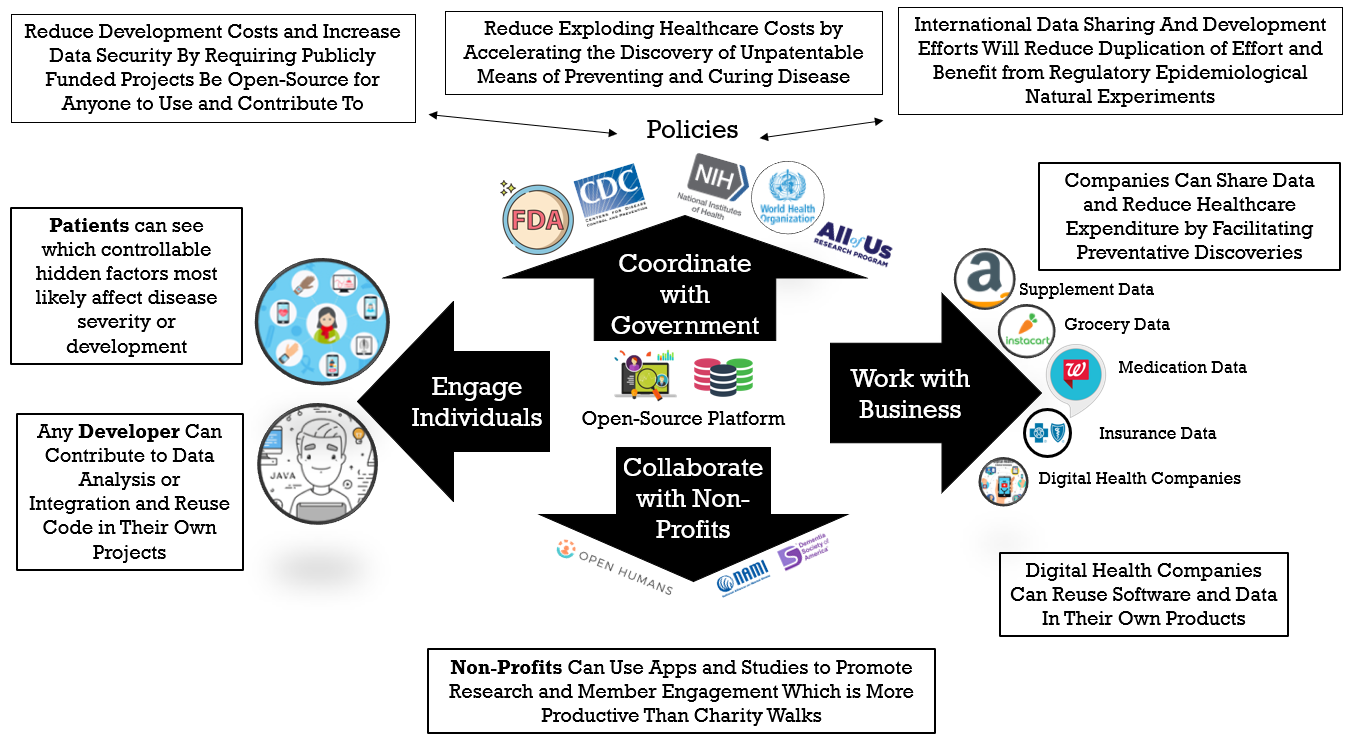 Reduce Development Costs and Increase
Data Security By Requiring Publicly
Funded Projects Be Open-Source for
Anyone to Use and Contribute To
Reduce Exploding Healthcare Costs by
Accelerating the Discovery of Unpatentable
Means of Preventing and Curing Disease
International Data Sharing And Development
Efforts Will Reduce Duplication of Effort and
Benefit from Regulatory Epidemiological
Natural Experiments
Policies
FDA
CDC
CENTERS FOR DISEASE
CONTROL AND PREVENTION
NIH
National Institutes
of Health
World Health
Organization
All of Us
RESEARCH PROGRAM
Companies Can Share Data
and Reduce Healthcare
Expenditure by Facilitating
Preventative Discoveries
Patients can see
which controllable
hidden factors most
likely affect disease
severity or
development
Coordinate
with
Government
a
Supplement Data
instacart
Grocery Data
W
Medication Data
Insurance Data
Digital Health Companies
Engage
Individuals
Open-Source Platform
Work with
Business
Any Developer Can
Contribute to Data
Analysis or
Integration and Reuse
Code in Their Own
Projects
JAVA
Collaborate
with Non-
Profits
OPEN HUMANS
NAMI
S
Dementia
Society of
America
Digital Health Companies
Can Reuse Software and Data
In Their Own Products
Non-Profits Can Use Apps and Studies to Promote
Research and Member Engagement Which is More
Productive Than Charity Walks